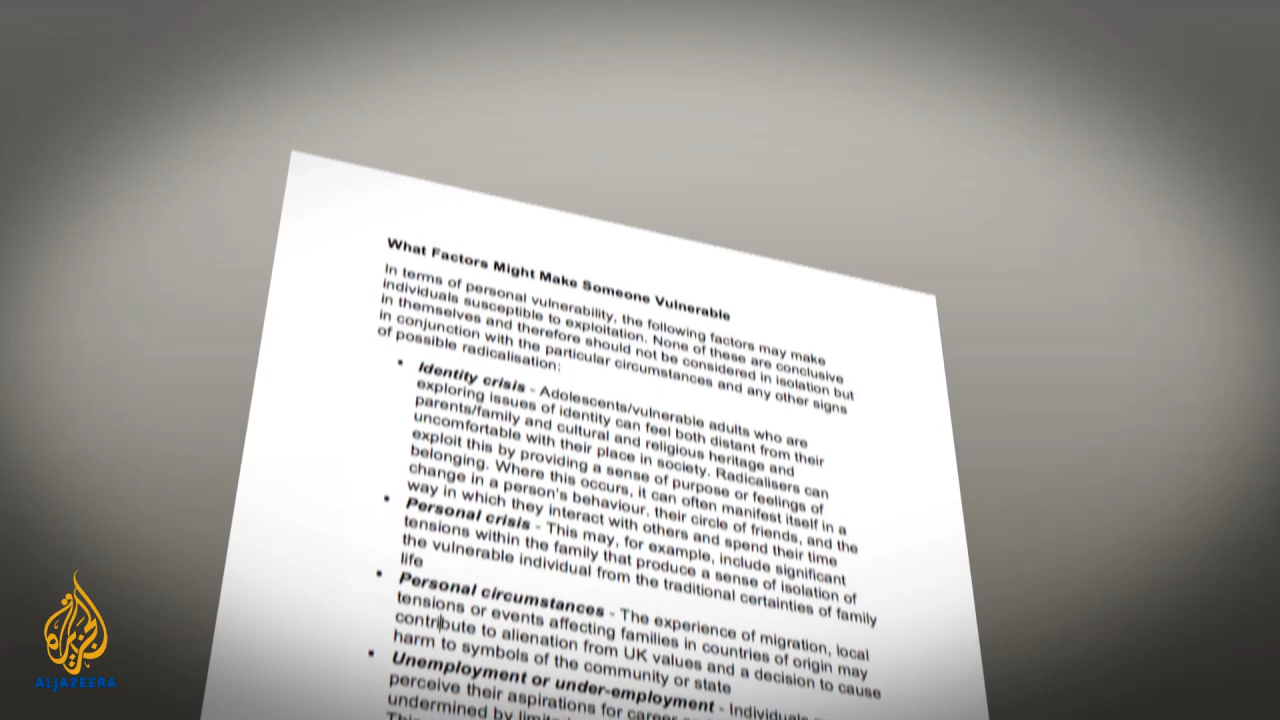 What Factors Might Make Someone Vulnerable
In terms of personal vulnerability, the following factors may make
individuals susceptible to exploitation. None of these are conclusive
in themselves and therefore should not be considered in isolation but
in conjunction with the particular circumstances and any other signs
of possible radicalisation:
• Identity crisis - Adolescents/vulnerable adults who are
exploring issues of identity can feel both distant from their
parents/family and cultural and religious heritage and
uncomfortable with their place in society. Radicalisers can
exploit this by providing a sense of purpose or feelings of
belonging. Where this occurs, it can often manifest itself in a
change in a person's behaviour, their circle of friends, and the
way in which they interact with others and spend their time
• Personal crisis - This may, for example, include significant
tensions within the family that produce a sense of isolation of
the vulnerable individual from the traditional certainties of family
life
• Personal circumstances - The experience of migration, local
tensions or events affecting families in countries of origin may
contribute to alienation from UK values and a decision to cause
harm to symbols of the community or state
• Unemployment or under-employment - Individuals
perceive their aspirations for career
undermined by limited
الجزيرة
ALJAZEERA